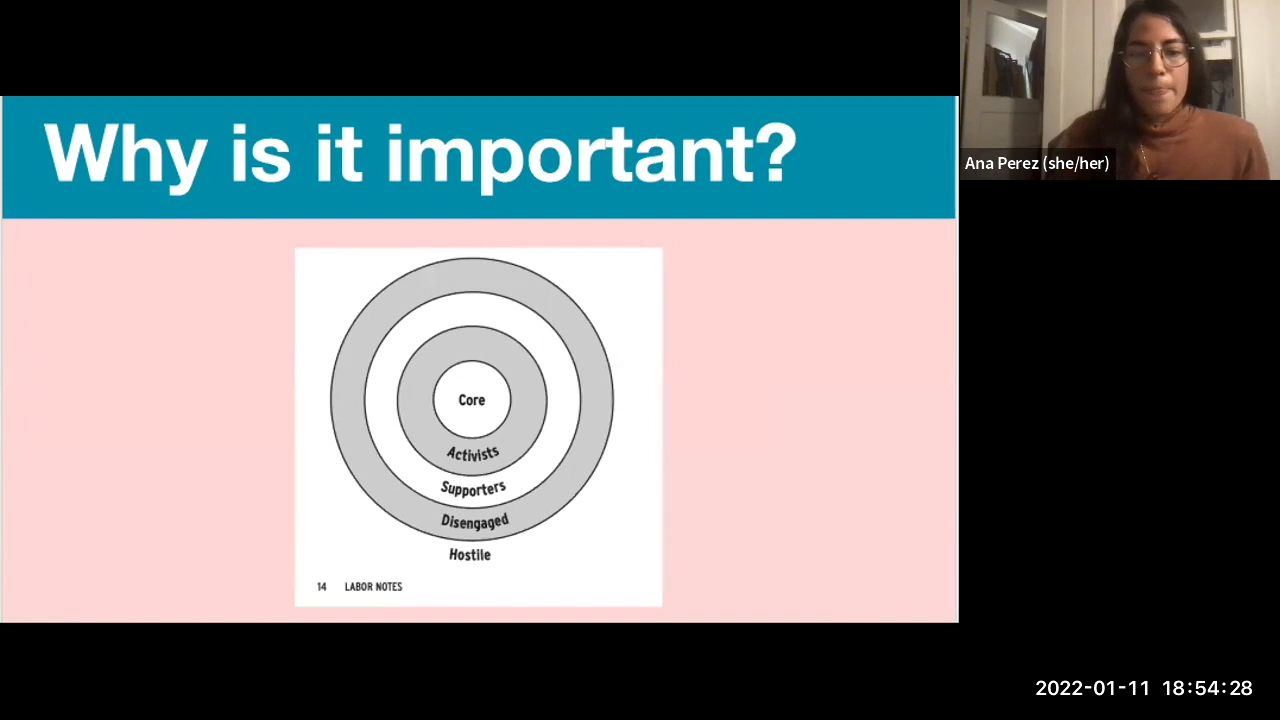 Why is it important?
Core
Activists
Supporters
Disengaged
Hostile
14 LABOR NOTES
Ana Perez (she/her)
2022-01-11 18:54:28